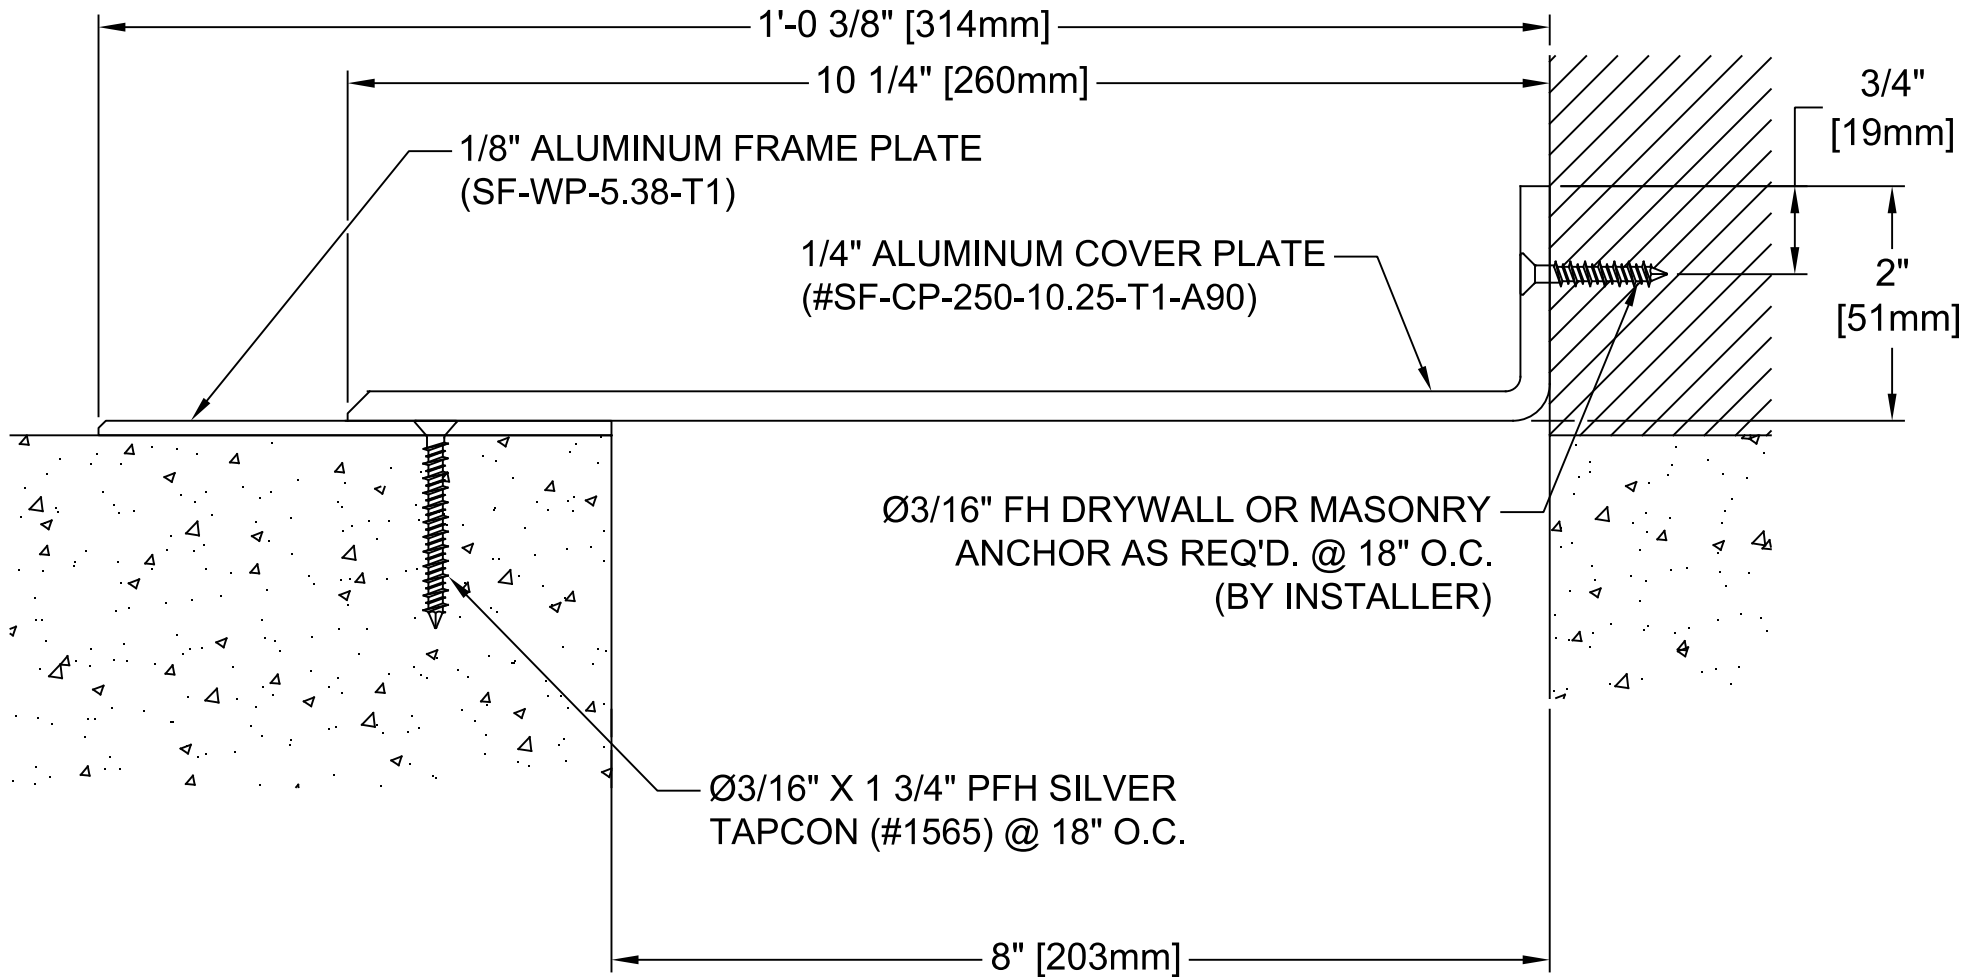 1'-0 3/8" [314mm]
10 1/4" [260mm]
3/4"
[19mm]
1/8" ALUMINUM FRAME PLATE
(SF-WP-5.38-T1)
1/4" ALUMINUM COVER PLATE
(#SF-CP-250-10.25-T1-A90)
2"
[51mm]
Ø3/16" FH DRYWALL OR MASONRY
ANCHOR AS REQ'D. @ 18" O.C.
(BY INSTALLER)
Ø3/16" X 1 3/4" PFH SILVER
TAPCON (#1565) @ 18" O.C.
8" [203mm]